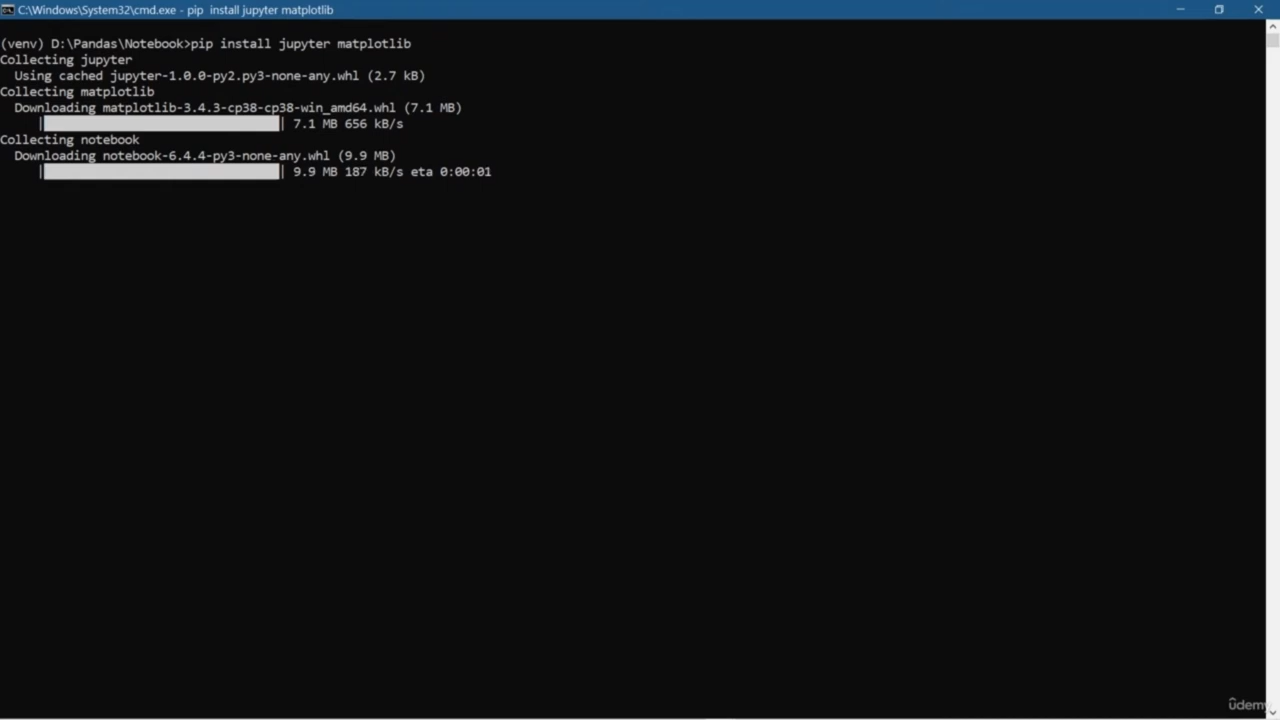 C:\Windows\System32\cmd.exe - pip  install jupyter matplotlib
(venv) D:\Pandas\Notebook>pip install jupyter matplotlib
Collecting jupyter
  Using cached jupyter-1.0.0-py2.py3-none-any.whl (2.7 kB)
Collecting matplotlib
  Downloading matplotlib-3.4.3-cp38-cp38-win_amd64.whl (7.1 MB)
     |████████████████████████████████| 7.1 MB 656 kB/s
Collecting notebook
  Downloading notebook-6.4.4-py3-none-any.whl (9.9 MB)
     |████████████████████████████████| 9.9 MB 187 kB/s eta 0:00:01
ûdemy